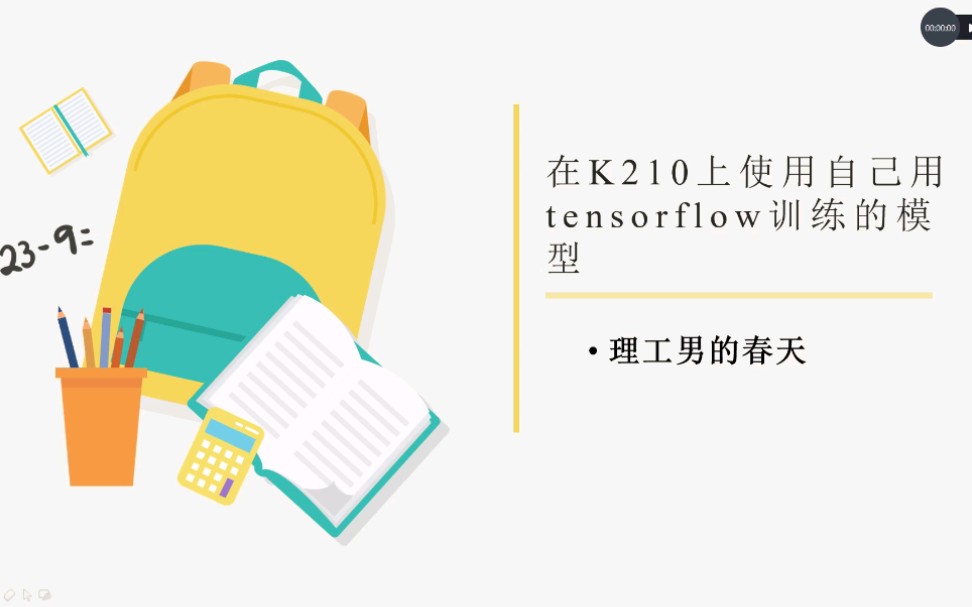 00:00:00
在K210上使用自己用
tensorflow训练的模
型
23-9=
• 理工男的春天